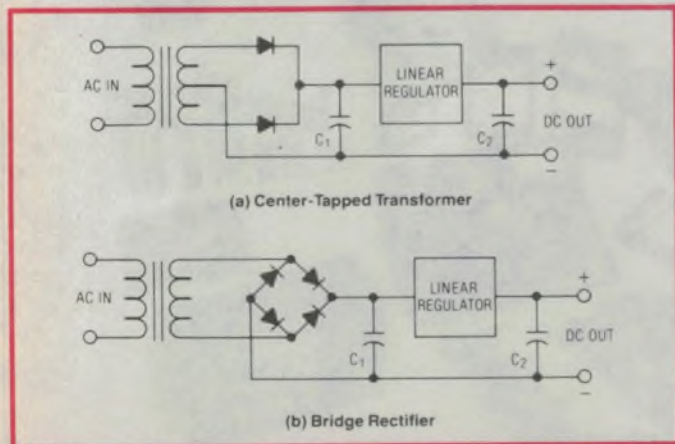 AC IN
LINEAR
REGULATOR
+
C1
C2
DC OUT
−
(a) Center-Tapped Transformer
AC IN
LINEAR
REGULATOR
+
C1
C2
DC OUT
−
(b) Bridge Rectifier